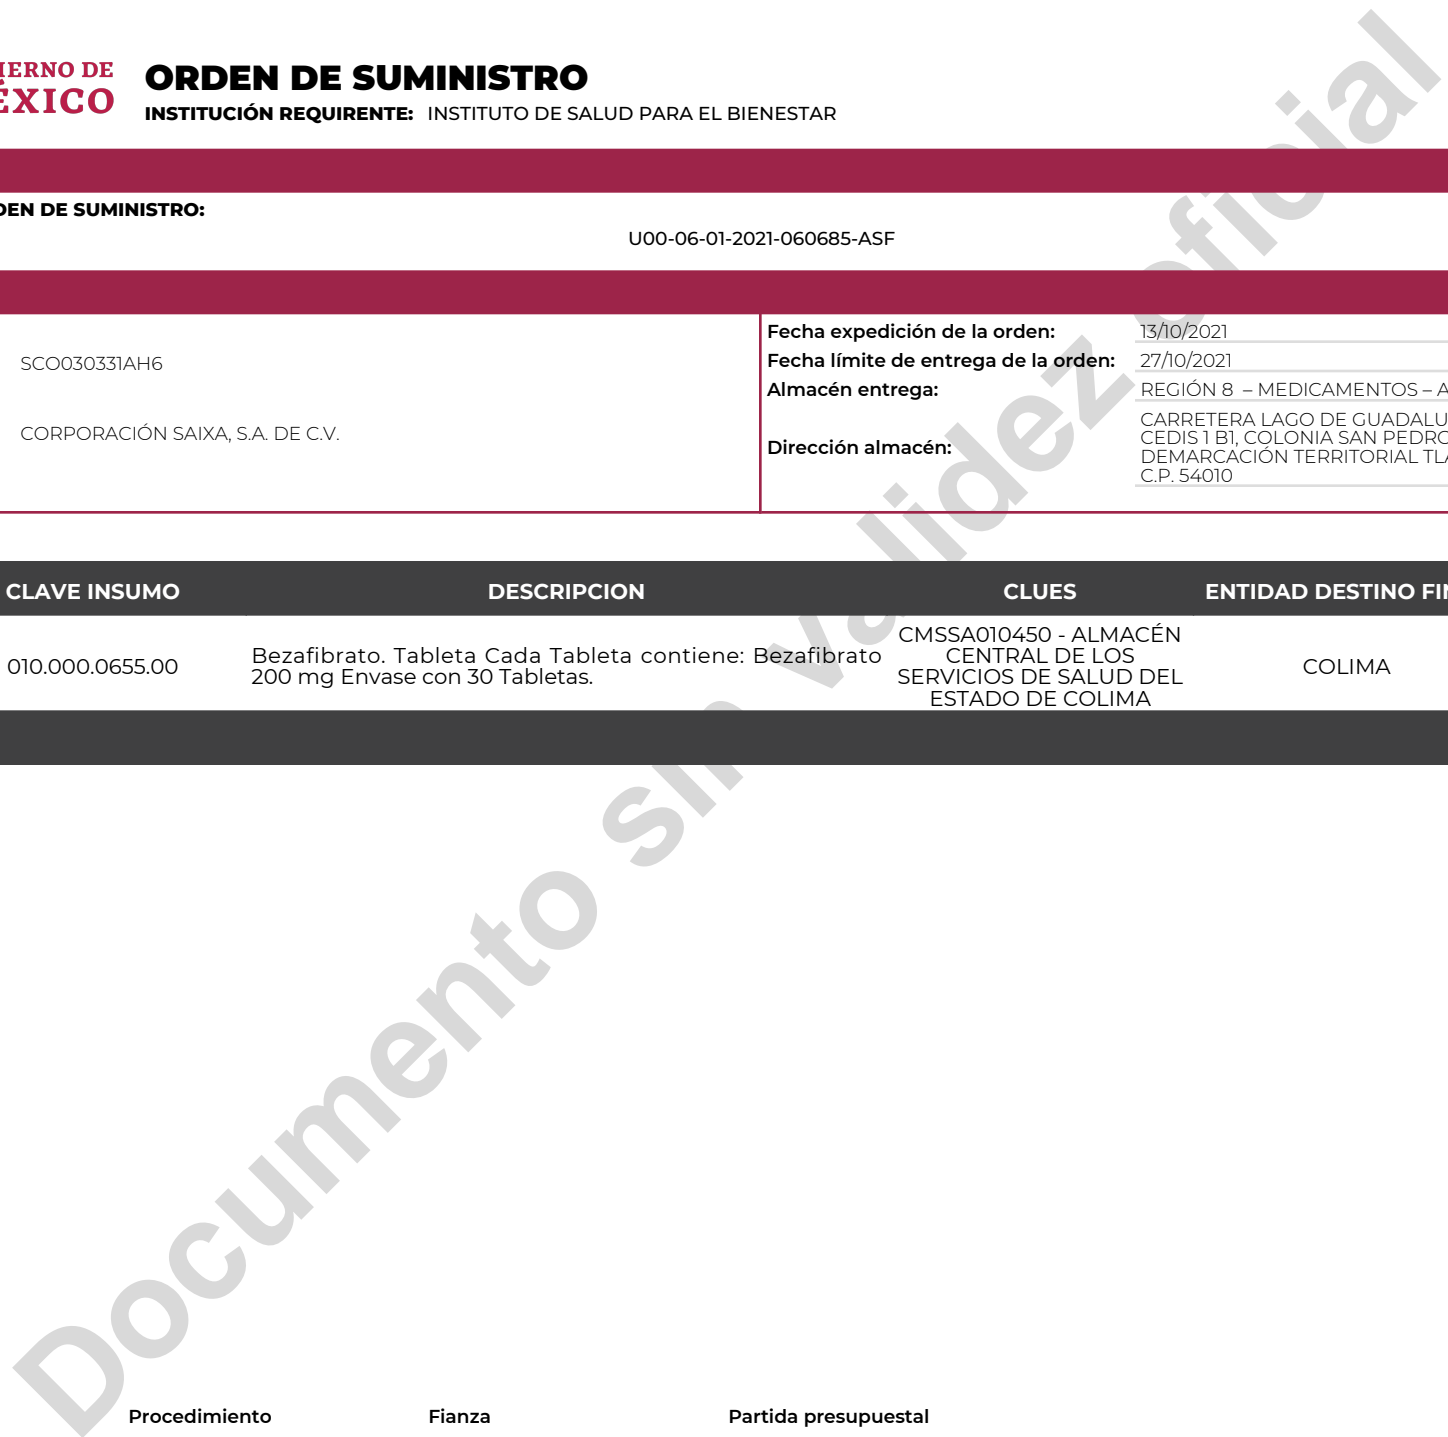 IERNO DE
ÉXICO
ORDEN DE SUMINISTRO
INSTITUCIÓN REQUIRENTE: INSTITUTO DE SALUD PARA EL BIENESTAR
DEN DE SUMINISTRO:
U00-06-01-2021-060685-ASF
SCO030331AH6
CORPORACIÓN SAIXA, S.A. DE C.V.
Fecha expedición de la orden: 13/10/2021
Fecha límite de entrega de la orden: 27/10/2021
Almacén entrega: REGIÓN 8 – MEDICAMENTOS – A
Dirección almacén:
CARRETERA LAGO DE GUADALU
CEDIS 1 B1, COLONIA SAN PEDRO
DEMARCACIÓN TERRITORIAL TLA
C.P. 54010
CLAVE INSUMO DESCRIPCION CLUES ENTIDAD DESTINO FIN
010.000.0655.00
Bezafibrato. Tableta Cada Tableta contiene: Bezafibrato
200 mg Envase con 30 Tabletas.
CMSSA010450 - ALMACÉN
CENTRAL DE LOS
SERVICIOS DE SALUD DEL
ESTADO DE COLIMA
COLIMA
Documento sin validez oficial
Procedimiento Fianza Partida presupuestal